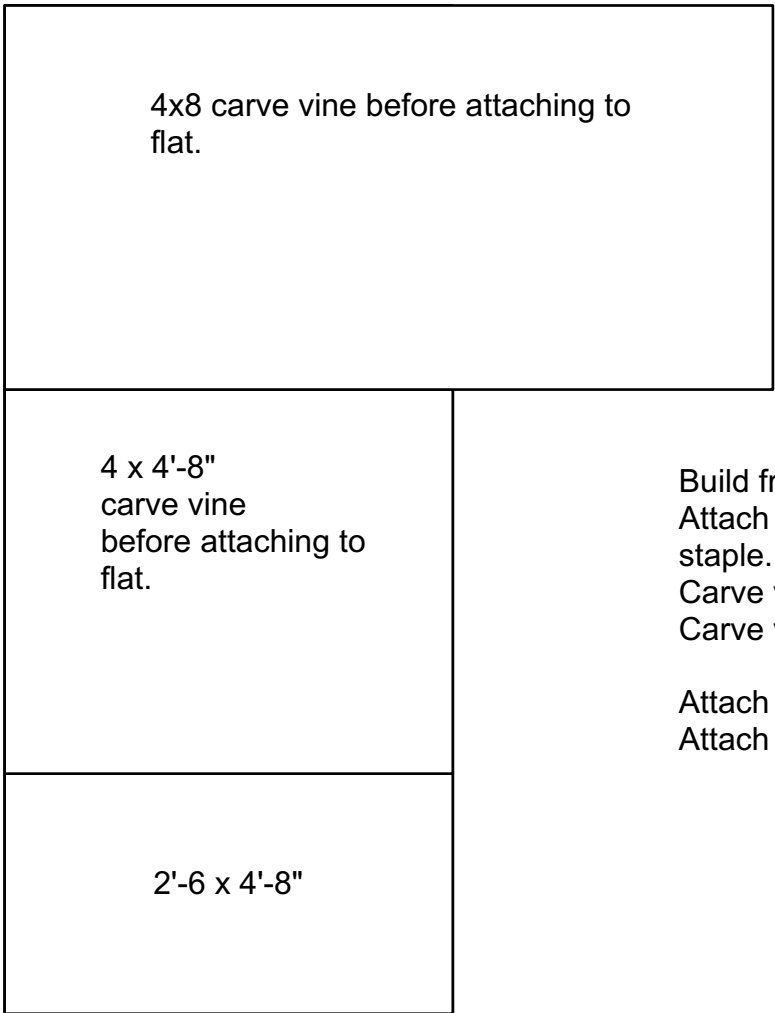 4x8 carve vine before attaching to
flat.
4 x 4'-8"
carve vine
before attaching to
flat.
Build
Attach
staple.
Carve
Carve
Attach
Attach
2'-6 x 4'-8"